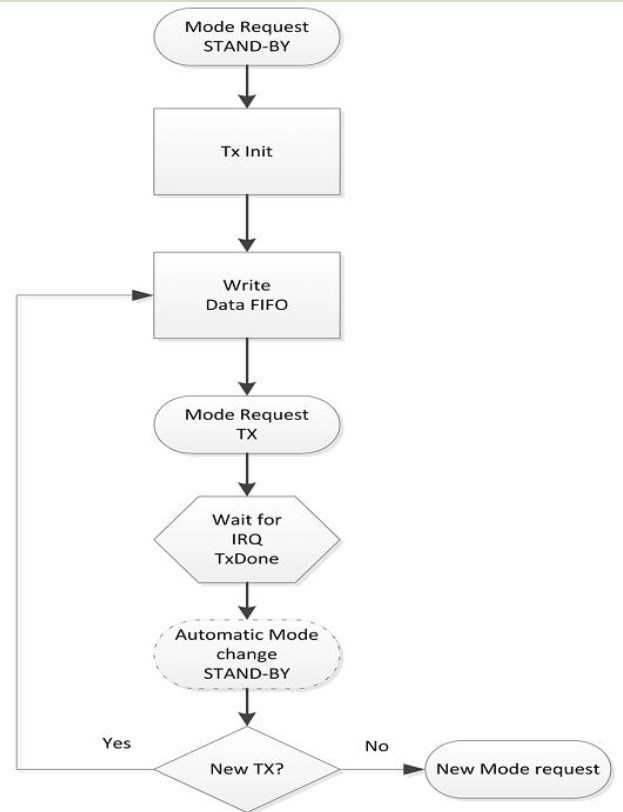 Mode Request
STAND-BY
Tx Init
Write
Data FIFO
Mode Request
TX
Wait for
IRQ
TxDone
Automatic Mode
change
STAND-BY
Yes
New TX?
No
New Mode request